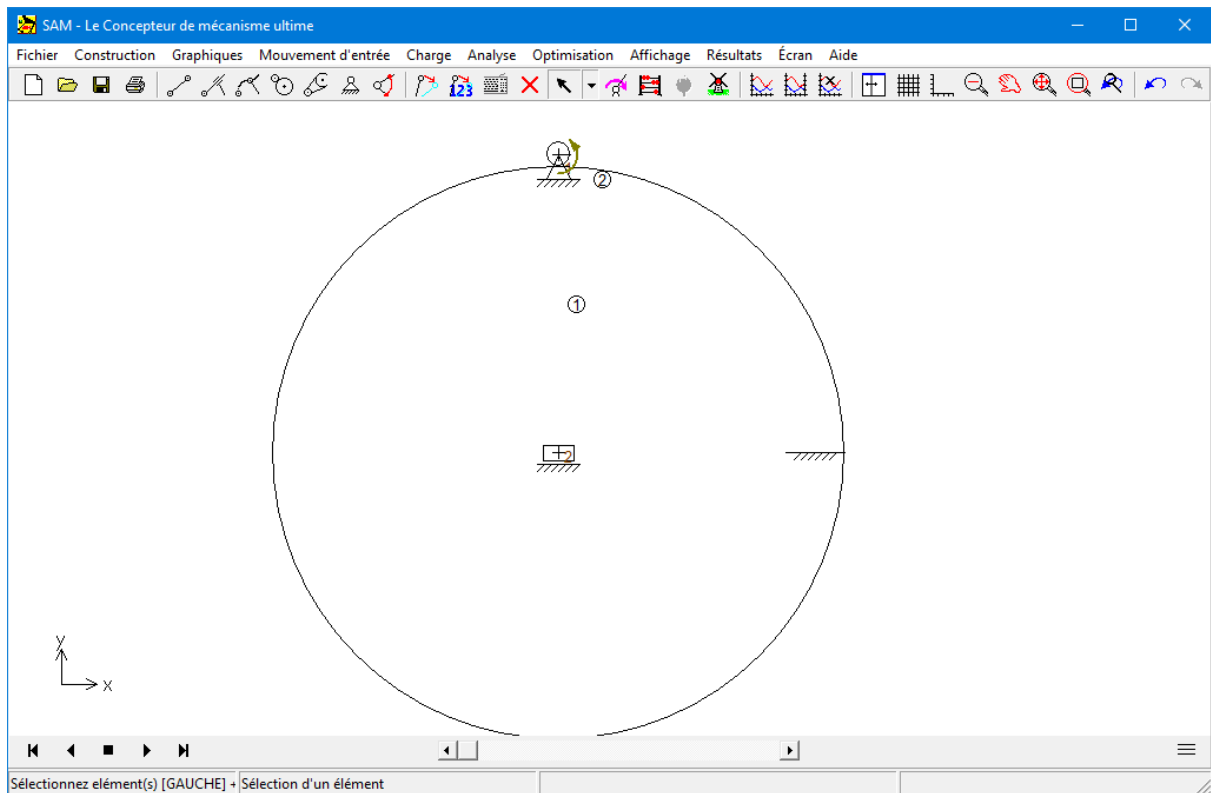 SAM - Le Concepteur de mécanisme ultime
Fichier Construction Graphiques Mouvement d'entrée Charge Analyse Optimisation Affichage Résultats Écran Aide
123
2
1
2
y
x
Sélectionnez elément(s) [GAUCHE] + Sélection d'un élément